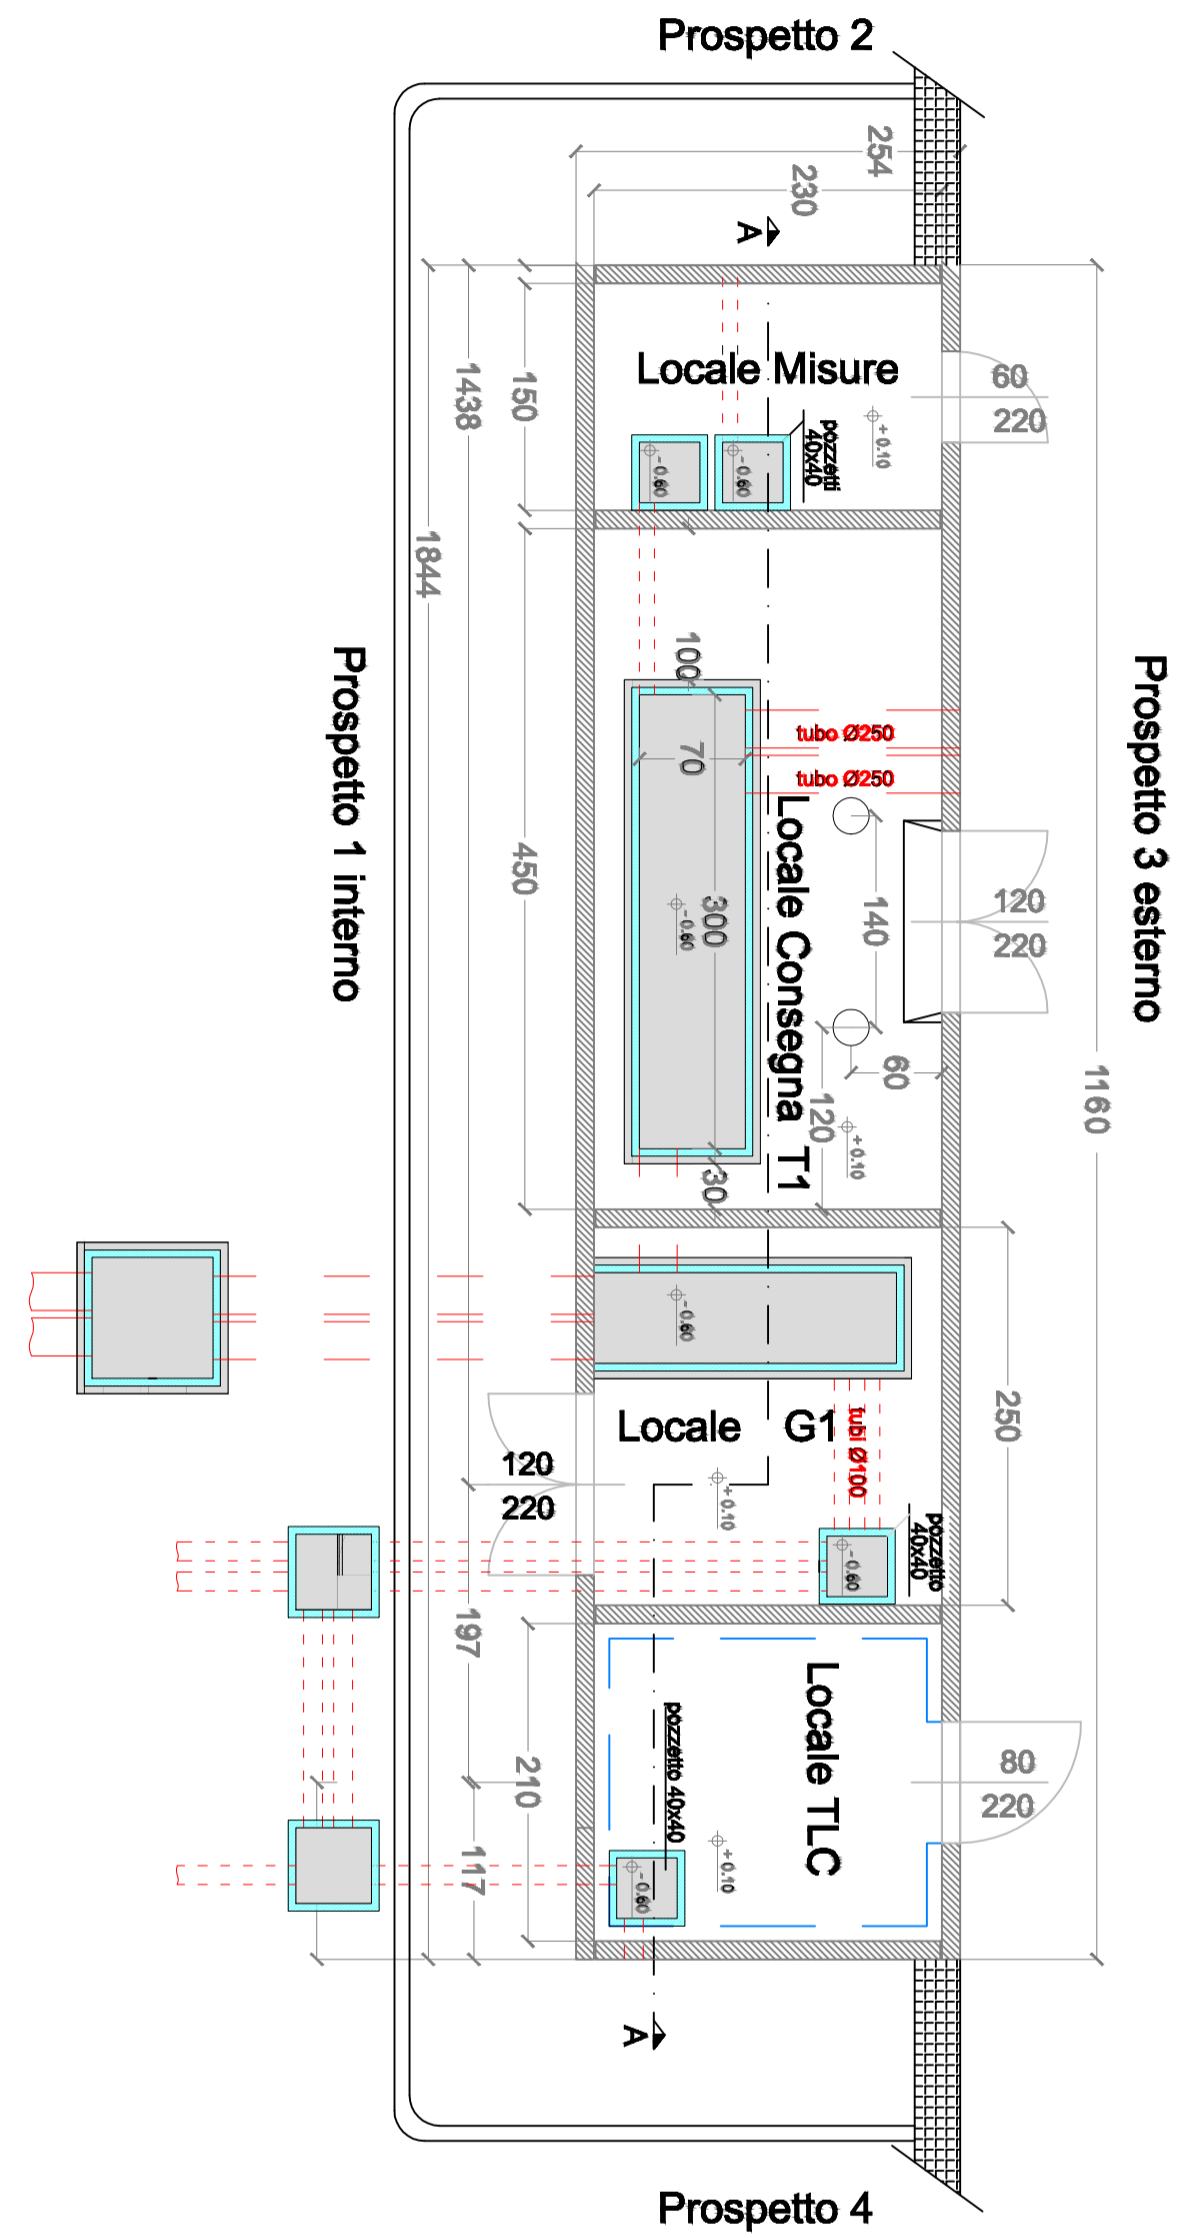 Prospetto 2
254
230
A
Locale Misure
60
220
+ 0.10
pozzetti
40x40
- 0.60
- 0.60
150
1438
1844
100
70
300
- 0.60
30
tubo Ø250
tubo Ø250
Locale Consegna T1
140
120
220
60
120
+ 0.10
450
1160
Prospetto 1 interno
Prospetto 3 esterno
- 0.60
250
Locale G1
tubi Ø100
120
220
+ 0.10
pozzetto
40x40
- 0.60
197
210
117
Locale TLC
pozzetto 40x40
80
220
+ 0.10
- 0.60
A
Prospetto 4